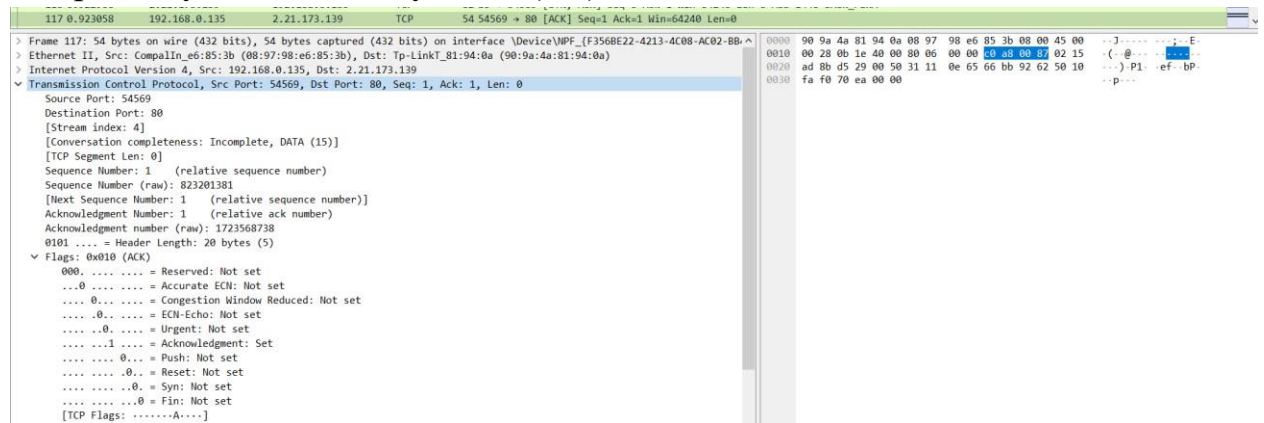 117 0.923058 192.168.0.135 2.21.173.139 TCP 54 54569 → 80 [ACK] Seq=1 Ack=1 Win=64240 Len=0
> Frame 117: 54 bytes on wire (432 bits), 54 bytes captured (432 bits) on interface \Device\NPF_{F356BE22-4213-4C08-AC02-BB
> Ethernet II, Src: CompalIn_e6:85:3b (08:97:98:e6:85:3b), Dst: Tp-LinkT_81:94:0a (90:9a:4a:81:94:0a)
> Internet Protocol Version 4, Src: 192.168.0.135, Dst: 2.21.173.139
Transmission Control Protocol, Src Port: 54569, Dst Port: 80, Seq: 1, Ack: 1, Len: 0
Source Port: 54569
Destination Port: 80
[Stream index: 4]
[Conversation completeness: Incomplete, DATA (15)]
[TCP Segment Len: 0]
Sequence Number: 1 (relative sequence number)
Sequence Number (raw): 823201381
[Next Sequence Number: 1 (relative sequence number)]
Acknowledgment Number: 1 (relative ack number)
Acknowledgment number (raw): 1723568738
0101 .... = Header Length: 20 bytes (5)
Flags: 0x010 (ACK)
000. .... .... = Reserved: Not set
...0 .... .... = Accurate ECN: Not set
.... 0... .... = Congestion Window Reduced: Not set
.... .0.. .... = ECN-Echo: Not set
.... ..0. .... = Urgent: Not set
.... ...1 .... = Acknowledgment: Set
.... .... 0... = Push: Not set
.... .... .0.. = Reset: Not set
.... .... ..0. = Syn: Not set
.... .... ...0 = Fin: Not set
[TCP Flags: ·······A····]
0000 90 9a 4a 81 94 0a 08 97 98 e6 85 3b 08 00 45 00 ··J····· ···;··E·
0010 00 28 0b 1e 40 00 80 06 00 00 c0 a8 00 87 02 15 ·(··@··· ········
0020 ad 8b d5 29 00 50 31 11 0e 65 66 bb 92 62 50 10 ···)·P1· ·ef··bP·
0030 fa f0 70 ea 00 00 ··p···